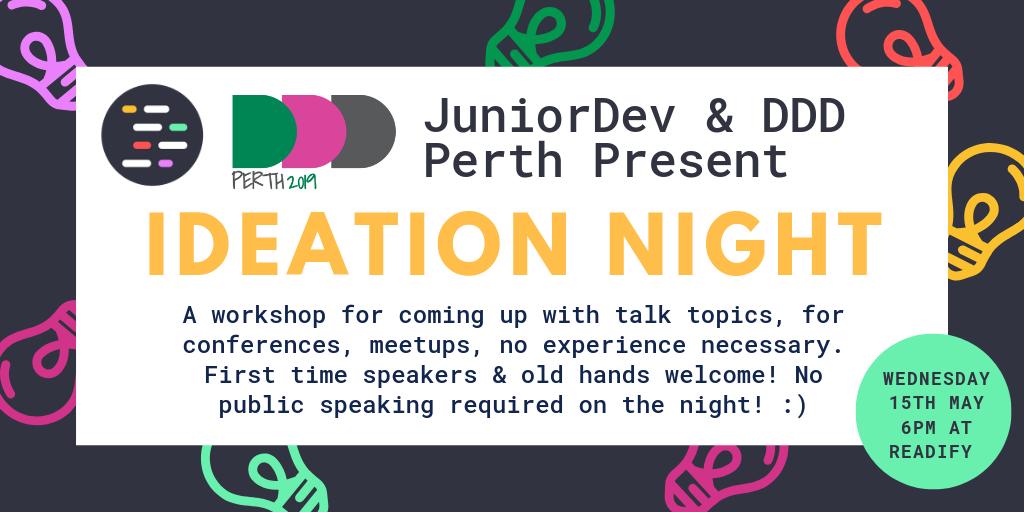 JuniorDev & DDD
Perth Present
PERTH 2019
IDEATION NIGHT
A workshop for coming up with talk topics, for
conferences, meetups, no experience necessary.
First time speakers & old hands welcome! No
public speaking required on the night! :)
WEDNESDAY
15TH MAY
6PM AT
READIFY